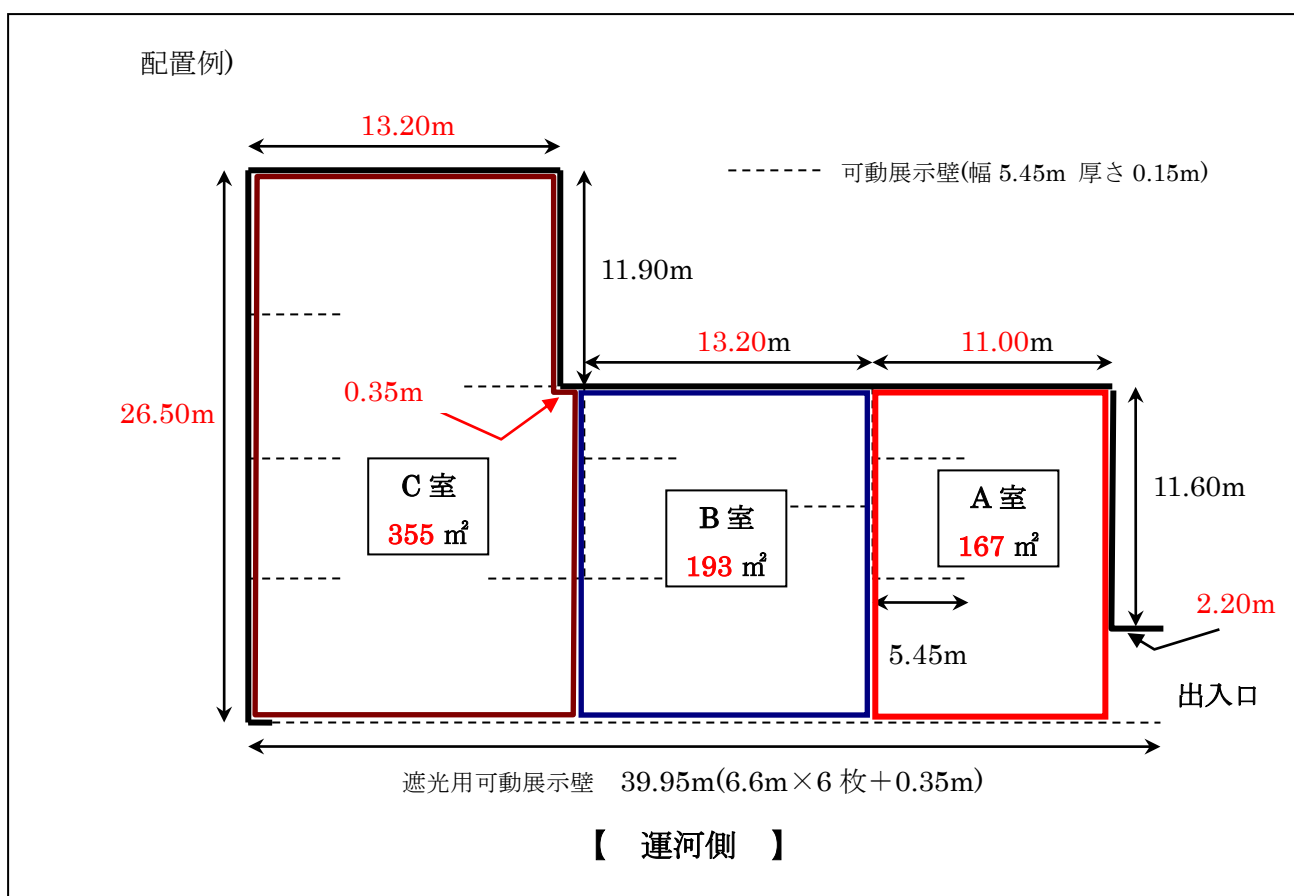 配置例)
13.20m
可動展示壁(幅 5.45m 厚さ 0.15m)
11.90m
13.20m
11.00m
0.35m
26.50m
C 室
355 ㎡
B 室
193 ㎡
A 室
167 ㎡
11.60m
2.20m
5.45m
出入口
遮光用可動展示壁 39.95m(6.6m×6 枚+0.35m)
【 運河側 】